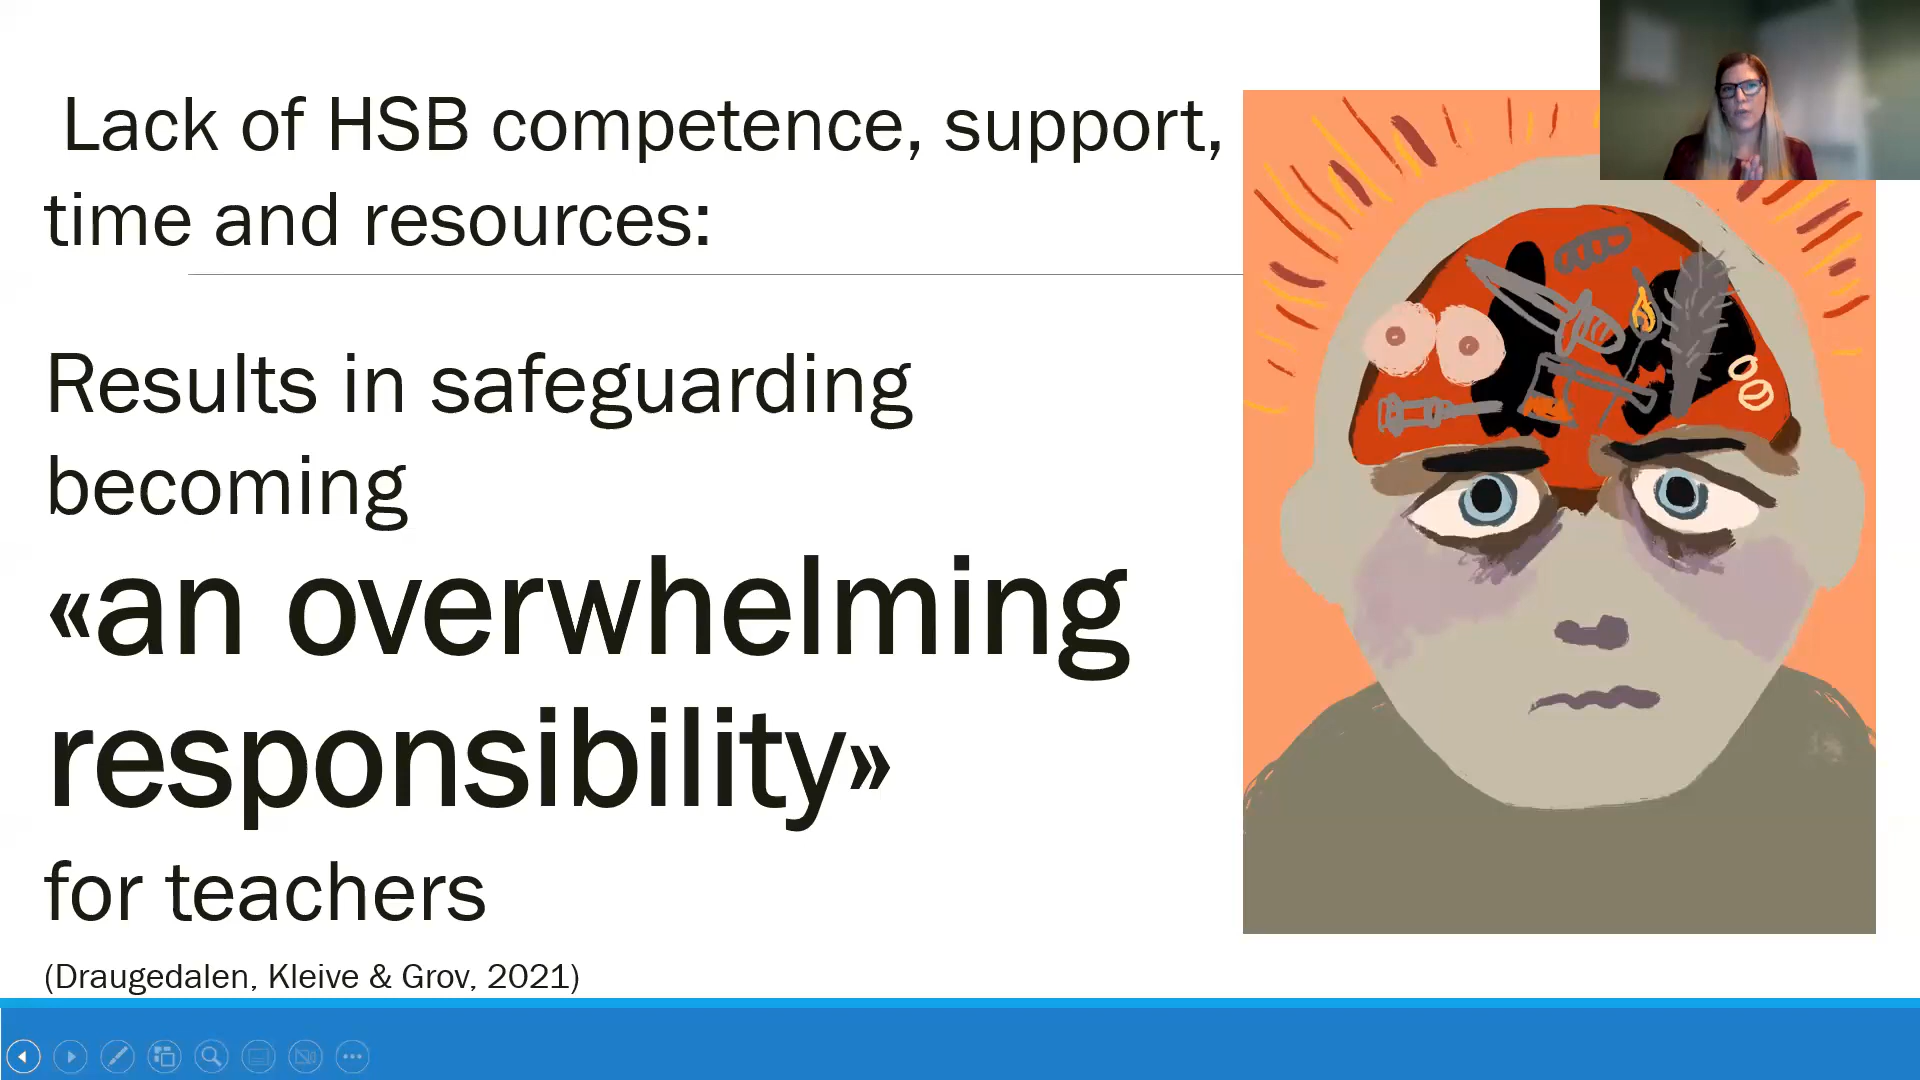 Lack of HSB competence, support,
time and resources:
Results in safeguarding
becoming
«an overwhelming
responsibility»
for teachers
(Draugedalen, Kleive & Grov, 2021)